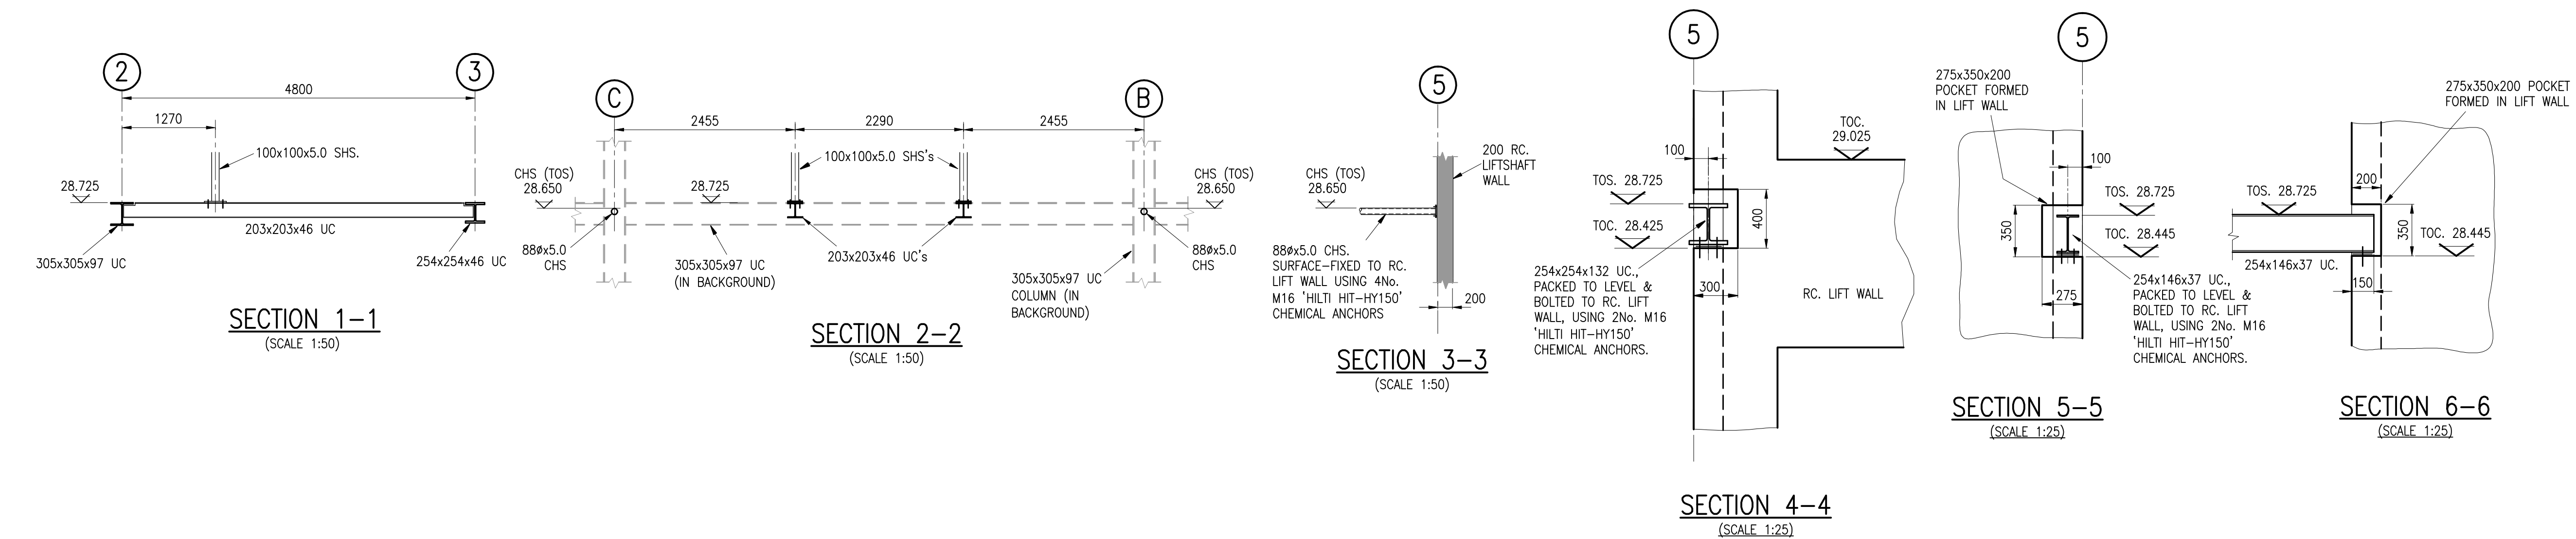 2
3
4800
1270
100x100x5.0 SHS.
28.725
203x203x46 UC
305x305x97 UC
254x254x46 UC
SECTION 1-1
(SCALE 1:50)
C
B
2455
2290
2455
100x100x5.0 SHS's
CHS (TOS)
28.650
28.725
CHS (TOS)
28.650
88øx5.0
CHS
305x305x97 UC
(IN BACKGROUND)
203x203x46 UC's
305x305x97 UC
COLUMN (IN
BACKGROUND)
88øx5.0
CHS
SECTION 2-2
(SCALE 1:50)
5
200 RC.
LIFTSHAFT
WALL
CHS (TOS)
28.650
88øx5.0 CHS.
SURFACE-FIXED TO RC.
LIFT WALL USING 4No.
M16 'HILTI HIT-HY150'
CHEMICAL ANCHORS
200
SECTION 3-3
(SCALE 1:50)
5
TOC.
29.025
100
TOS. 28.725
TOC. 28.425
400
254x254x132 UC.,
PACKED TO LEVEL &
BOLTED TO RC. LIFT
WALL, USING 2No. M16
'HILTI HIT-HY150'
CHEMICAL ANCHORS.
300
RC. LIFT WALL
SECTION 4-4
(SCALE 1:25)
5
275x350x200
POCKET FORMED
IN LIFT WALL
100
TOS. 28.725
TOC. 28.445
350
275
254x146x37 UC.,
PACKED TO LEVEL &
BOLTED TO RC. LIFT
WALL, USING 2No. M16
'HILTI HIT-HY150'
CHEMICAL ANCHORS.
SECTION 5-5
(SCALE 1:25)
275x350x200 POCKET
FORMED IN LIFT WALL
200
TOS. 28.725
350
TOC. 28.445
254x146x37 UC.
150
SECTION 6-6
(SCALE 1:25)